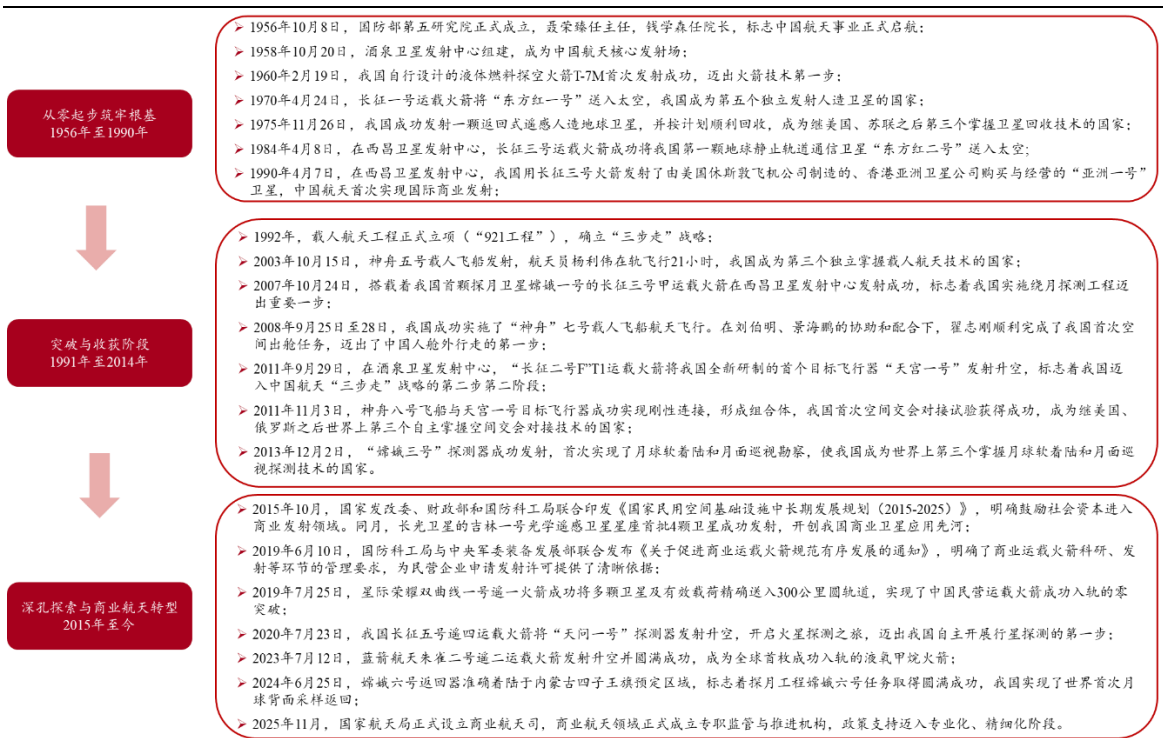 从零起步筑牢根基
1956年至1990年
➤ 1956年10月8日，国防部第五研究院正式成立，聂荣臻任主任，钱学森任院长，标志中国航天事业正式启航；
➤ 1958年10月20日，酒泉卫星发射中心组建，成为中国航天核心发射场；
➤ 1960年2月19日，我国自行设计的液体燃料探空火箭T-7M首次发射成功，迈出火箭技术第一步；
➤ 1970年4月24日，长征一号运载火箭将“东方红一号”送入太空，我国成为第五个独立发射人造卫星的国家；
➤ 1975年11月26日，我国成功发射一颗返回式遥感人造地球卫星，并按计划顺利回收，成为继美国、苏联之后第三个掌握卫星回收技术的国家；
➤ 1984年4月8日，在西昌卫星发射中心，长征三号运载火箭成功将我国第一颗地球静止轨道通信卫星“东方红二号”送入太空；
➤ 1990年4月7日，在西昌卫星发射中心，我国用长征三号火箭发射了由美国休斯敦飞机公司制造的、香港亚洲卫星公司购买与经营的“亚洲一号”
卫星，中国航天首次实现国际商业发射；
突破与收获阶段
1991年至2014年
➤ 1992年，载人航天工程正式立项（“921工程”），确立“三步走”战略；
➤ 2003年10月15日，神舟五号载人飞船发射，航天员杨利伟在轨飞行21小时，我国成为第三个独立掌握载人航天技术的国家；
➤ 2007年10月24日，搭载着我国首颗探月卫星嫦娥一号的长征三号甲运载火箭在西昌卫星发射中心发射成功，标志着我国实施绕月探测工程迈
出重要一步；
➤ 2008年9月25日至28日，我国成功实施了“神舟”七号载人飞船航天飞行。在刘伯明、景海鹏的协助和配合下，翟志刚顺利完成了我国首次空
间出舱任务，迈出了中国人舱外行走的第一步；
➤ 2011年9月29日，在酒泉卫星发射中心，“长征二号F”T1运载火箭将我国全新研制的首个目标飞行器“天宫一号”发射升空，标志着我国迈
入中国航天“三步走”战略的第二步第二阶段；
➤ 2011年11月3日，神舟八号飞船与天宫一号目标飞行器成功实现刚性连接，形成组合体，我国首次空间交会对接试验获得成功，成为继美国、
俄罗斯之后世界上第三个自主掌握空间交会对接技术的国家；
➤ 2013年12月2日，“嫦娥三号”探测器成功发射，首次实现了月球软着陆和月面巡视勘察，使我国成为世界上第三个掌握月球软着陆和月面巡
视探测技术的国家。
深孔探索与商业航天转型
2015年至今
➤ 2015年10月，国家发改委、财政部和国防科工局联合印发《国家民用空间基础设施中长期发展规划（2015-2025）》，明确鼓励社会资本进入
商业发射领域。同月，长光卫星的吉林一号光学遥感卫星星座首批4颗卫星成功发射，开创我国商业卫星应用先河；
➤ 2019年6月10日，国防科工局与中央军委装备发展部联合发布《关于促进商业运载火箭规范有序发展的通知》，明确了商业运载火箭科研、发
射等环节的管理要求，为民营企业申请发射许可提供了清晰依据；
➤ 2019年7月25日，星际荣耀双曲线一号遥一火箭成功将多颗卫星及有效载荷精确送入300公里圆轨道，实现了中国民营运载火箭成功入轨的零
突破；
➤ 2020年7月23日，我国长征五号遥四运载火箭将“天问一号”探测器发射升空，开启火星探测之旅，迈出我国自主开展行星探测的第一步；
➤ 2023年7月12日，蓝箭航天朱雀二号遥二运载火箭发射升空并圆满成功，成为全球首枚成功入轨的液氧甲烷火箭；
➤ 2024年6月25日，嫦娥六号返回器准确着陆于内蒙古四子王旗预定区域，标志着探月工程嫦娥六号任务取得圆满成功，我国实现了世界首次月
球背面采样返回；
➤ 2025年11月，国家航天局正式设立商业航天司，商业航天领域正式成立专职监管与推进机构，政策支持迈入专业化、精细化阶段。